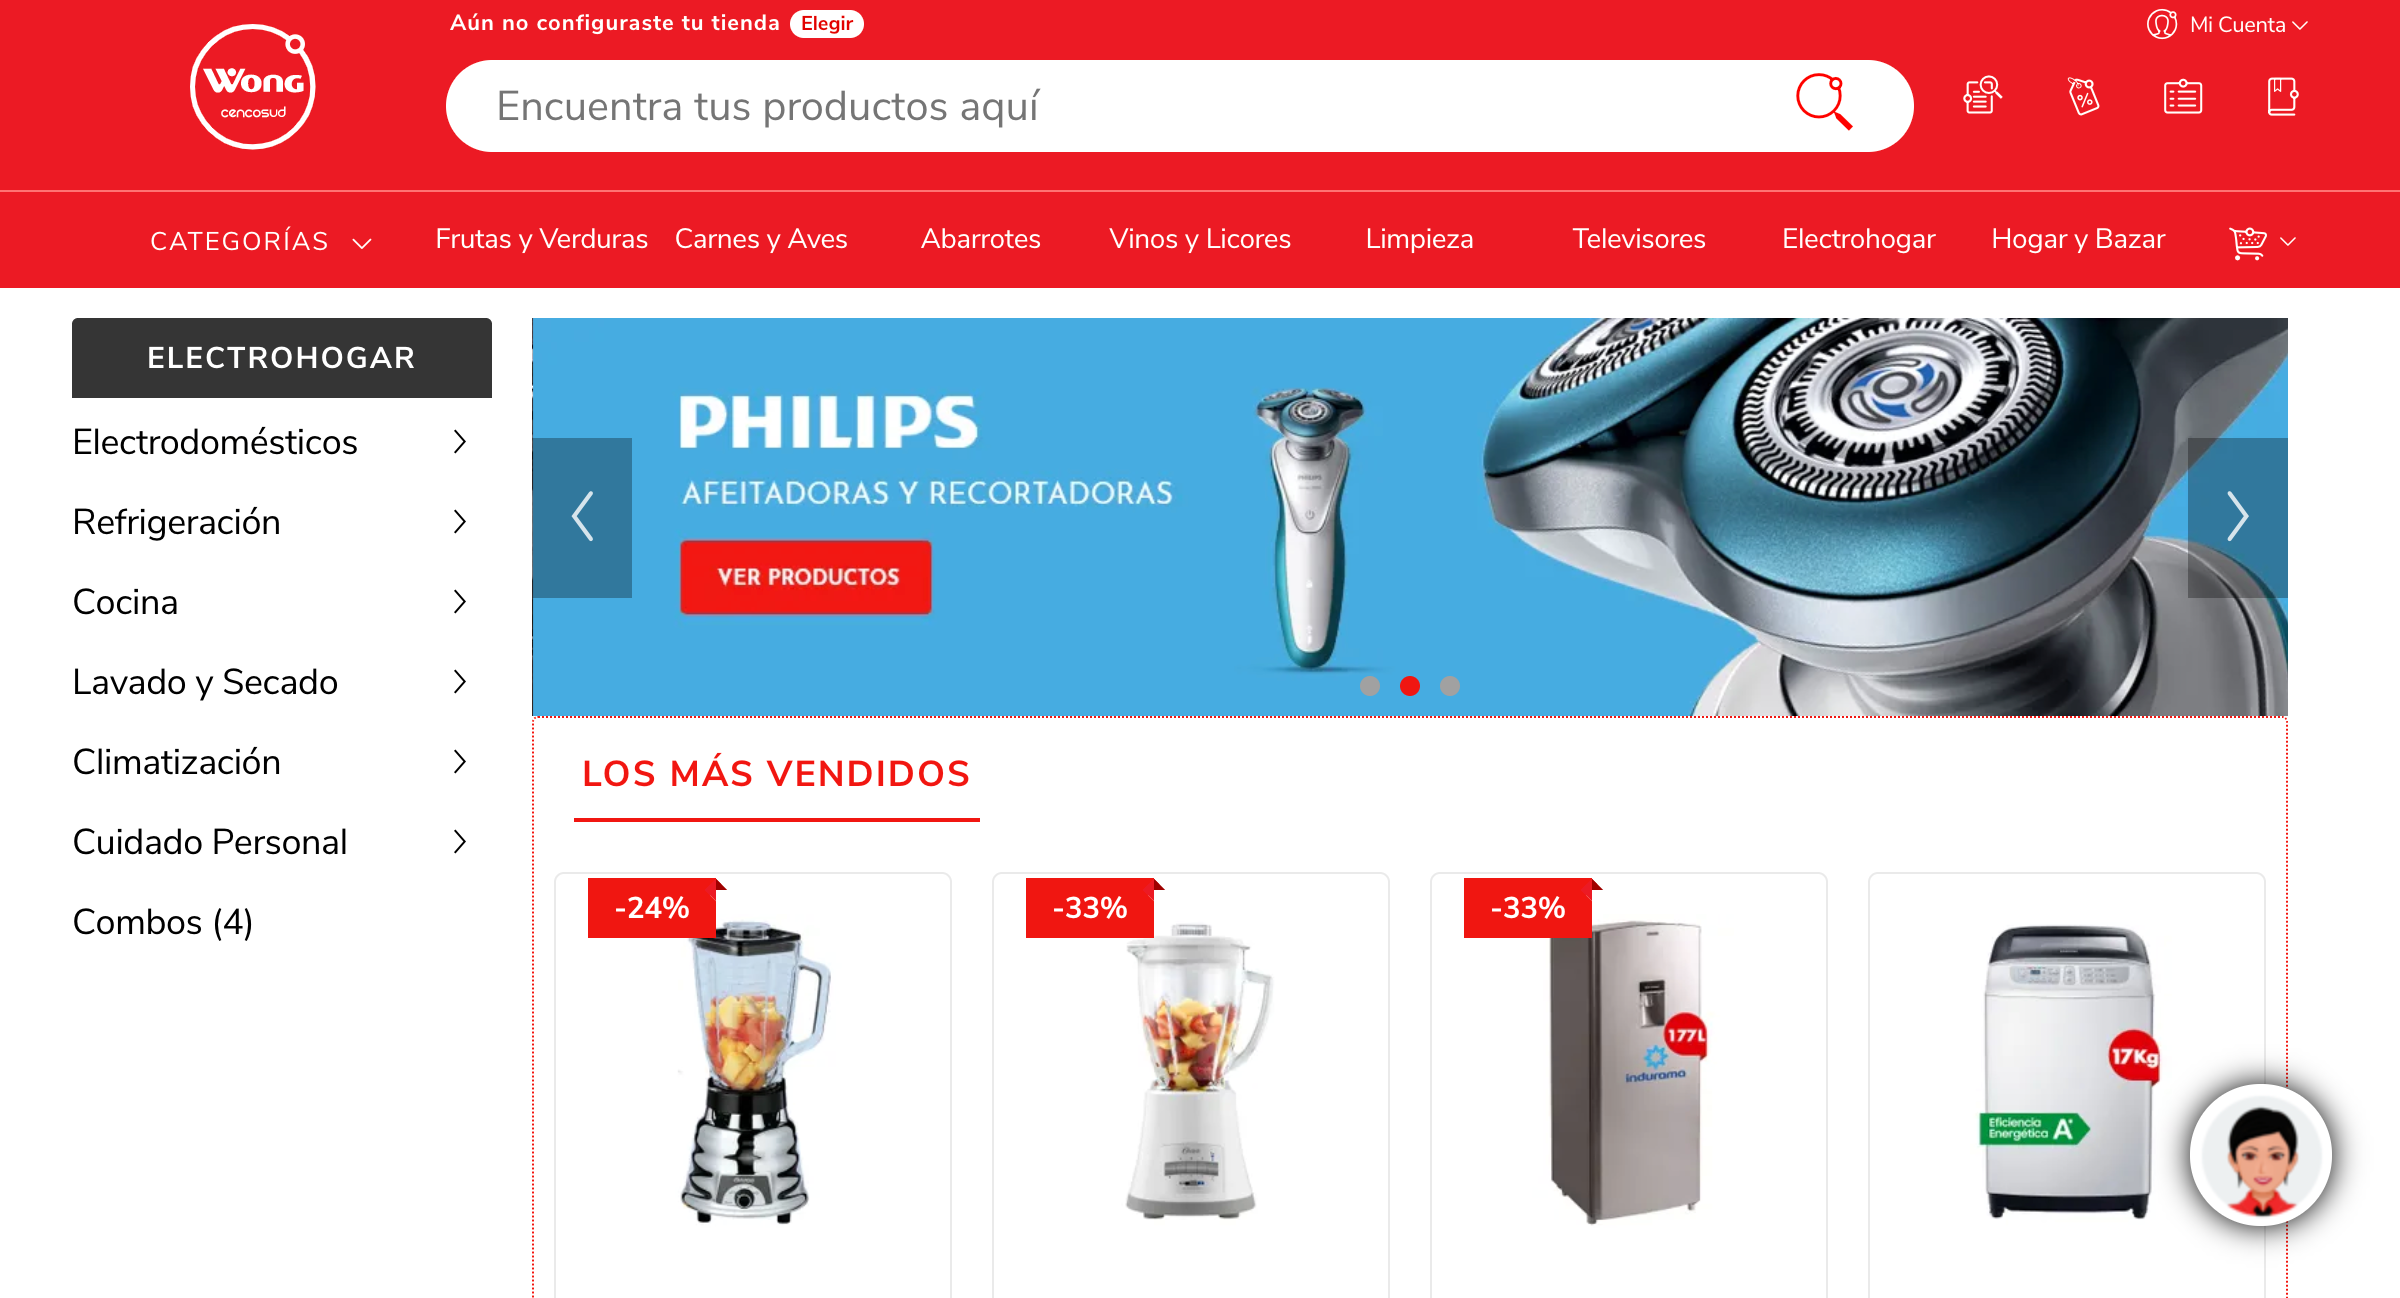 Aún no configuraste tu tienda Elegir
Mi Cuenta
Wong
cencosud
Encuentra tus productos aquí
CATEGORÍAS
Frutas y Verduras
Carnes y Aves
Abarrotes
Vinos y Licores
Limpieza
Televisores
Electrohogar
Hogar y Bazar
ELECTROHOGAR
Electrodomésticos
Refrigeración
Cocina
Lavado y Secado
Climatización
Cuidado Personal
Combos (4)
PHILIPS
AFEITADORAS Y RECORTADORAS
VER PRODUCTOS
PHILIPS
LOS MÁS VENDIDOS
-24%
-33%
-33%
177L
indurama
17Kg
Eficiencia
Energética A+